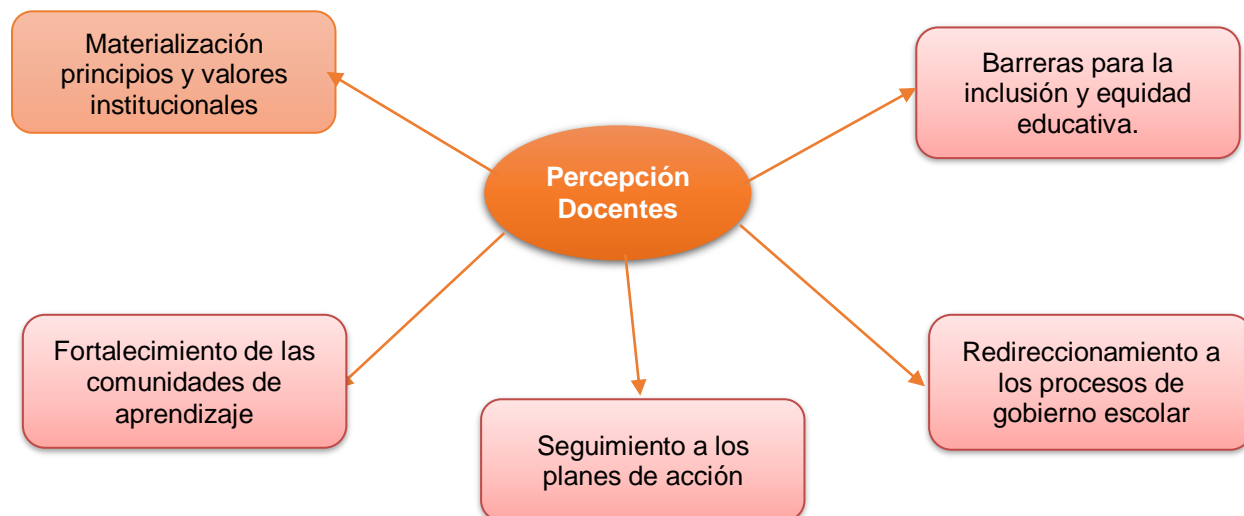 Materialización
principios y valores
institucionales
Barreras para la
inclusión y equidad
educativa.
Percepción
Docentes
Fortalecimiento de las
comunidades de
aprendizaje
Seguimiento a los
planes de acción
Redireccionamiento a
los procesos de
gobierno escolar